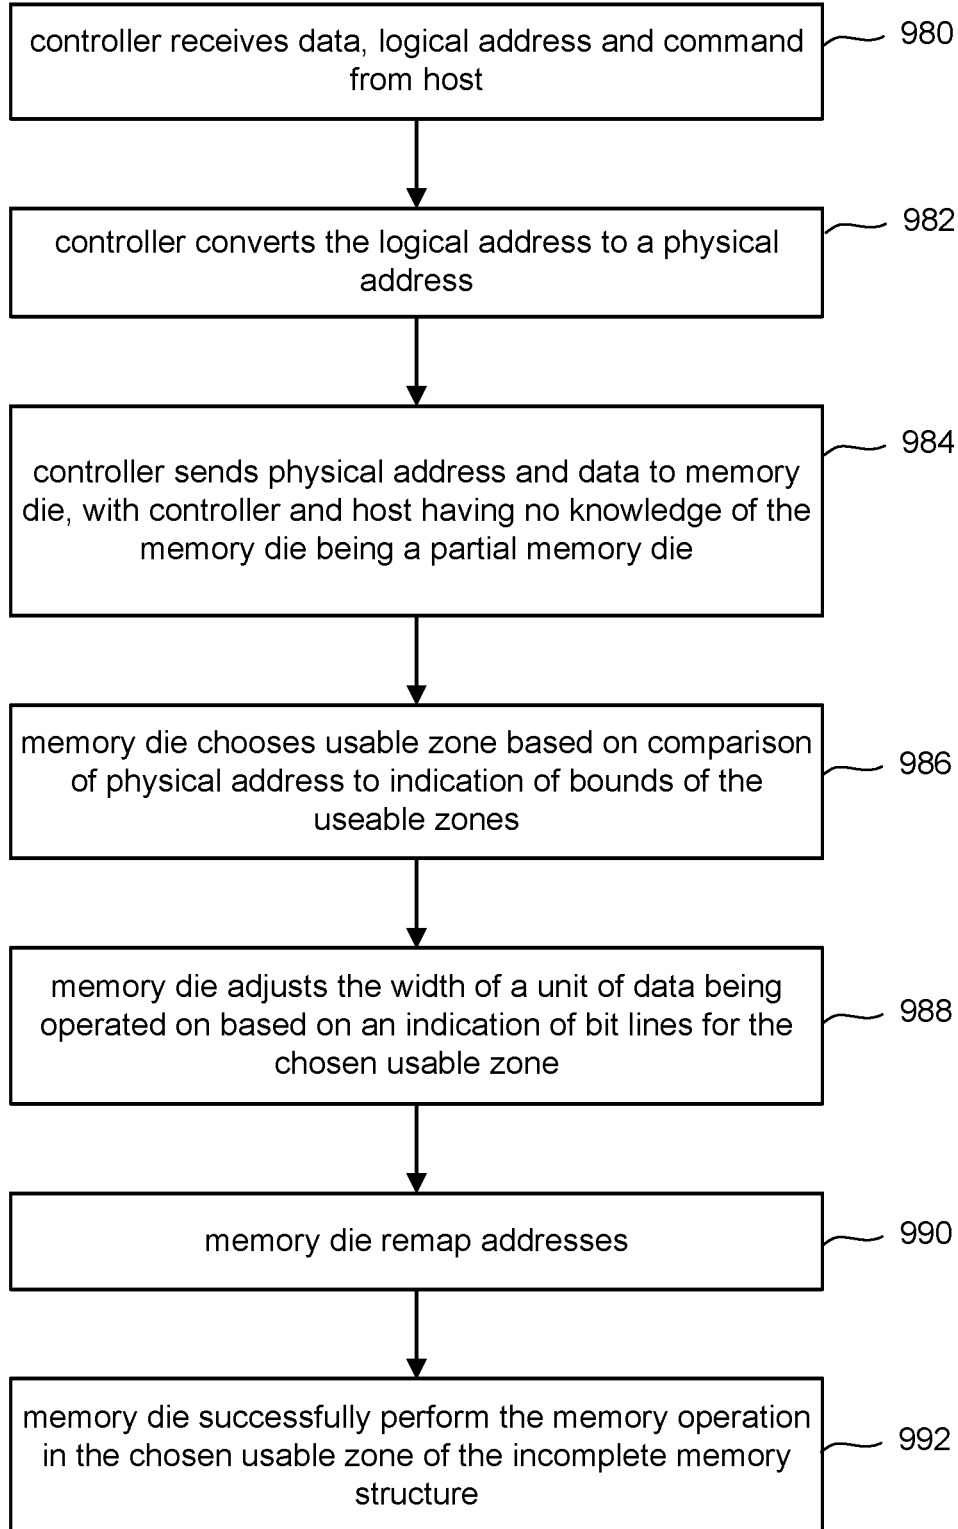 controller receives data, logical address and command
from host
980
controller converts the logical address to a physical
address
982
controller sends physical address and data to memory
die, with controller and host having no knowledge of the
memory die being a partial memory die
984
memory die chooses usable zone based on comparison
of physical address to indication of bounds of the
useable zones
986
memory die adjusts the width of a unit of data being
operated on based on an indication of bit lines for the
chosen usable zone
988
memory die remap addresses
990
memory die successfully perform the memory operation
in the chosen usable zone of the incomplete memory
structure
992